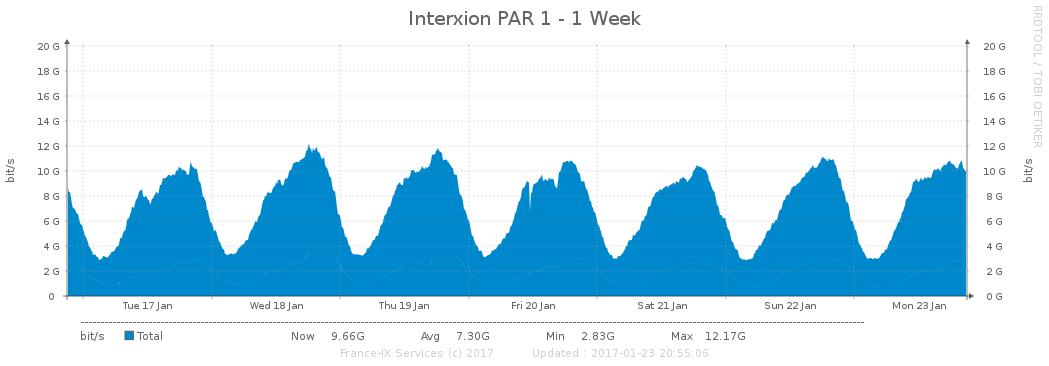 Interxion PAR 1 - 1 Week
RRDTOOL / TOBI OETIKER
bit/s
bit/s
20 G 20 G
18 G 18 G
16 G 16 G
14 G 14 G
12 G 12 G
10 G 10 G
8 G 8 G
6 G 6 G
4 G 4 G
2 G 2 G
0 0 G
Tue 17 Jan Wed 18 Jan Thu 19 Jan Fri 20 Jan Sat 21 Jan Sun 22 Jan Mon 23 Jan
bit/s Total Now 9.66G Avg 7.30G Min 2.83G Max 12.17G
France-IX Services (c) 2017 Updated : 2017-01-23 20:55:06